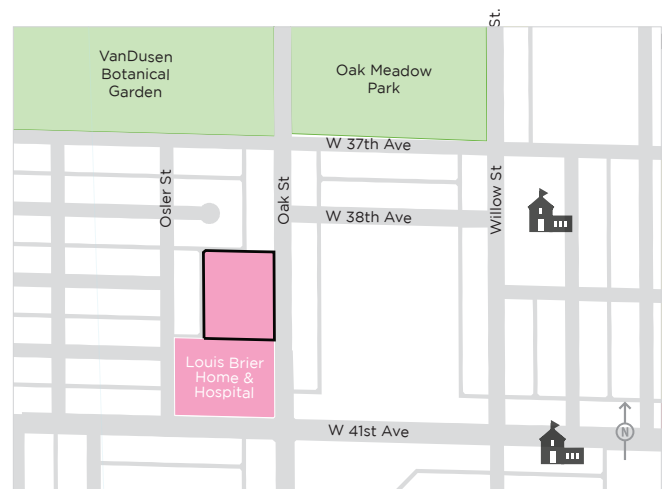 St.
VanDusen
Botanical
Garden
Oak Meadow
Park
W 37th Ave
Osler St
Oak St
W 38th Ave
Willow St
Louis Brier
Home &
Hospital
W 41st Ave
N